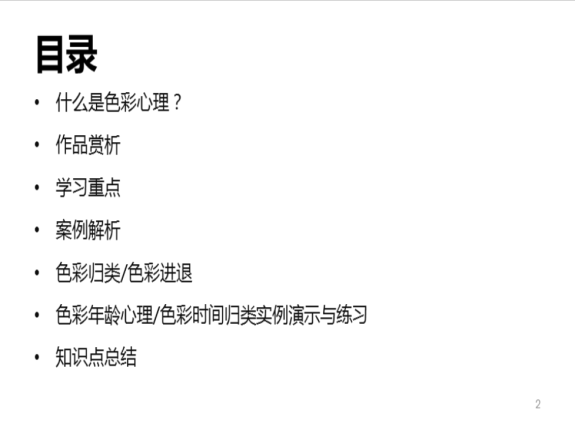 目录
• 什么是色彩心理？
• 作品赏析
• 学习重点
• 案例解析
• 色彩归类/色彩进退
• 色彩年龄心理/色彩时间归类实例演示与练习
• 知识点总结
2